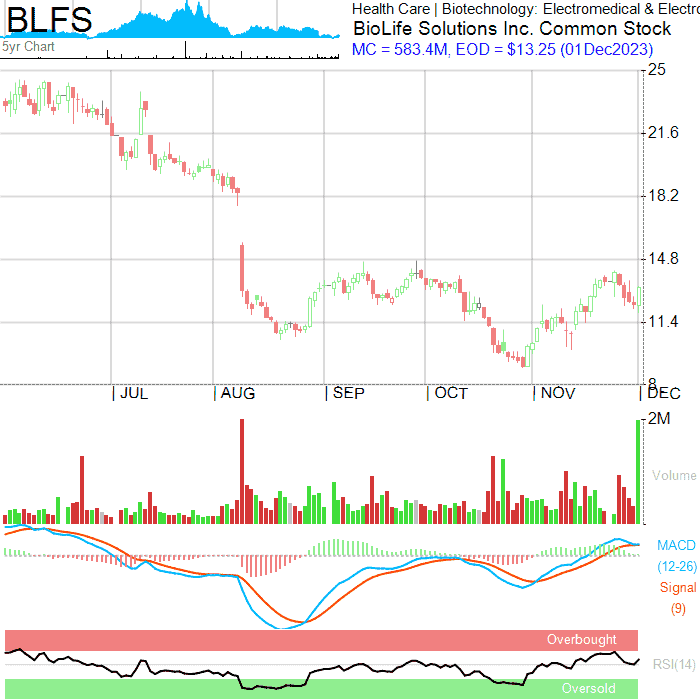 BLFS
5yr Chart
Health Care | Biotechnology: Electromedical & Electro
BioLife Solutions Inc. Common Stock
MC = 583.4M, EOD = $13.25 (01Dec2023)
25
21.6
18.2
14.8
11.4
8
| JUL | AUG | SEP | OCT | NOV | DEC
2M
Volume
MACD
(12-26)
Signal
(9)
Overbought
RSI(14)
Oversold